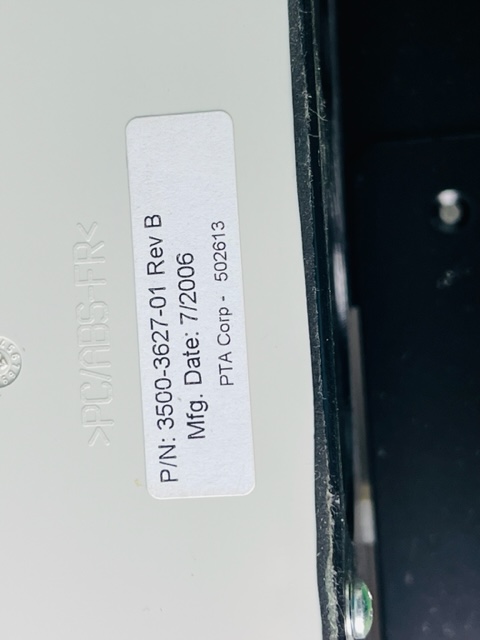 >PC/ABS-FR<
P/N: 3500-3627-01 Rev B
Mfg. Date: 7/2006
PTA Corp - 502613